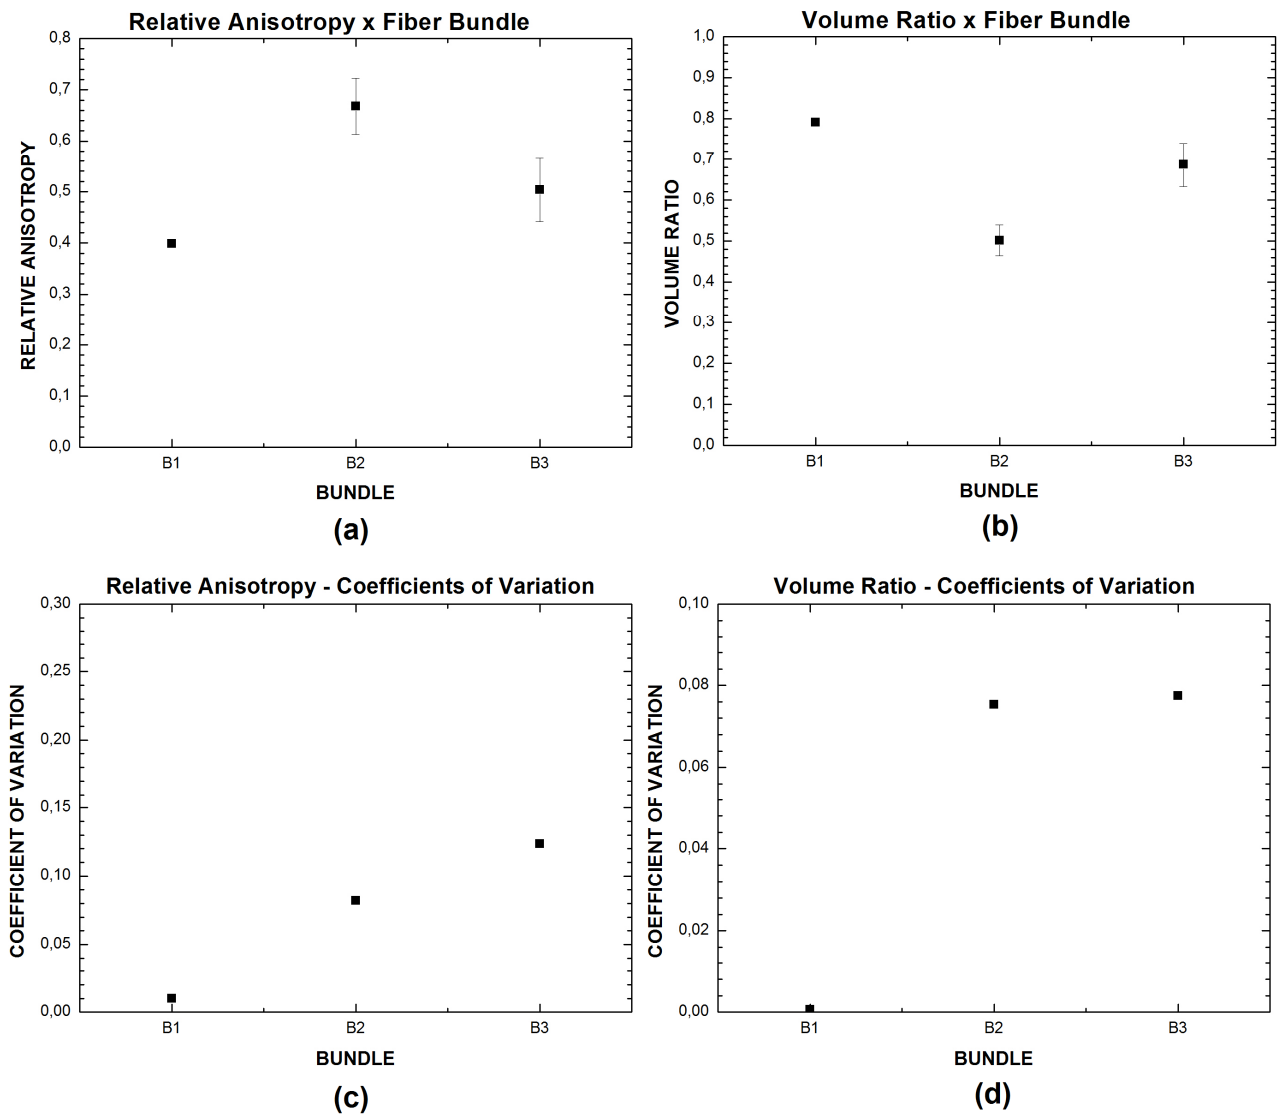 Relative Anisotropy x Fiber Bundle
0,8
0,7
0,6
0,5
0,4
0,3
0,2
0,1
0,0
RELATIVE ANISOTROPY
B1 B2 B3
BUNDLE
(a)
Volume Ratio x Fiber Bundle
1,0
0,9
0,8
0,7
0,6
0,5
0,4
0,3
0,2
0,1
0,0
VOLUME RATIO
B1 B2 B3
BUNDLE
(b)
Relative Anisotropy - Coefficients of Variation
0,30
0,25
0,20
0,15
0,10
0,05
0,00
COEFFICIENT OF VARIATION
B1 B2 B3
BUNDLE
(c)
Volume Ratio - Coefficients of Variation
0,10
0,08
0,06
0,04
0,02
0,00
COEFFICIENT OF VARIATION
B1 B2 B3
BUNDLE
(d)